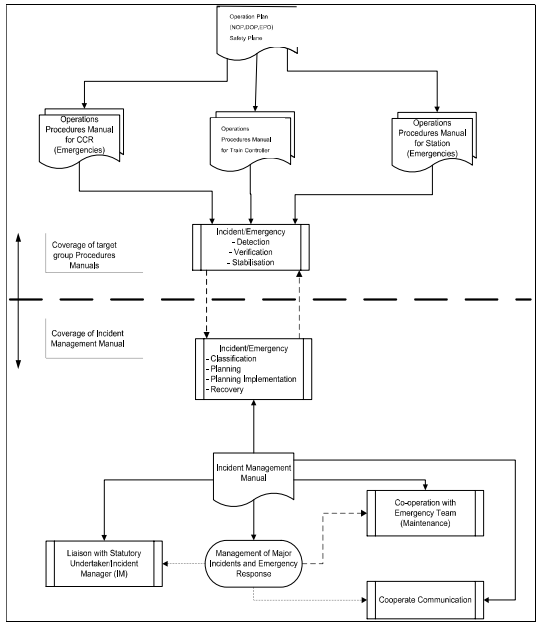 Operation Plan
(NOP,DOP,EPO)
Safety Plane
Operations
Procedures Manual
for CCR
(Emergencies)
Operations
Procedures Manual
for Train Controller
Operations
Procedures Manual
for Station
(Emergencies)
Incident/Emergency
- Detection
- Verification
- Stabilisation
Coverage of target
group Procedures
Manuals
Coverage of Incident
Management Manual
Incident/Emergency
- Classification
- Planning
- Planning Implementation
- Recovery
Incident Management
Manual
Co-operation with
Emergency Team
(Maintenance)
Liaison with Statutory
Undertaker/Incident
Manager (IM)
Management of Major
Incidents and Emergency
Response
Cooperate Communication